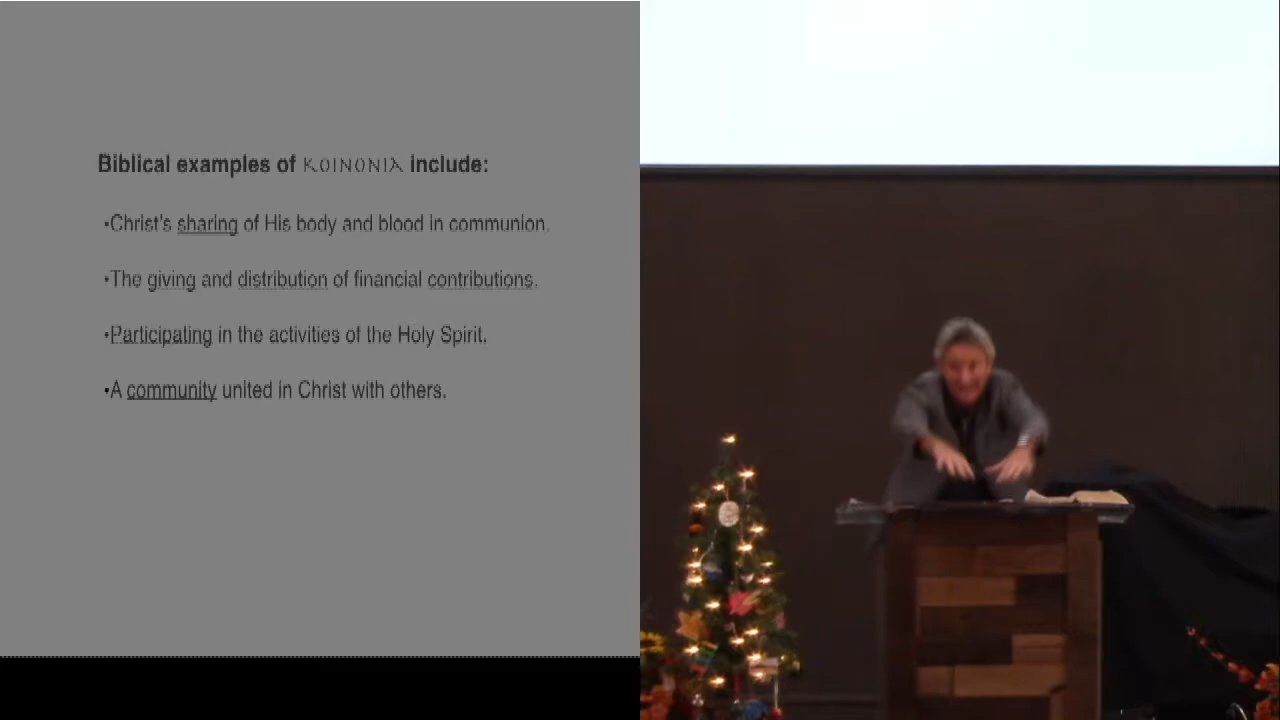 Biblical examples of κοινονιλ include:
•Christ's sharing of His body and blood in communion.
•The giving and distribution of financial contributions.
•Participating in the activities of the Holy Spirit.
•A community united in Christ with others.